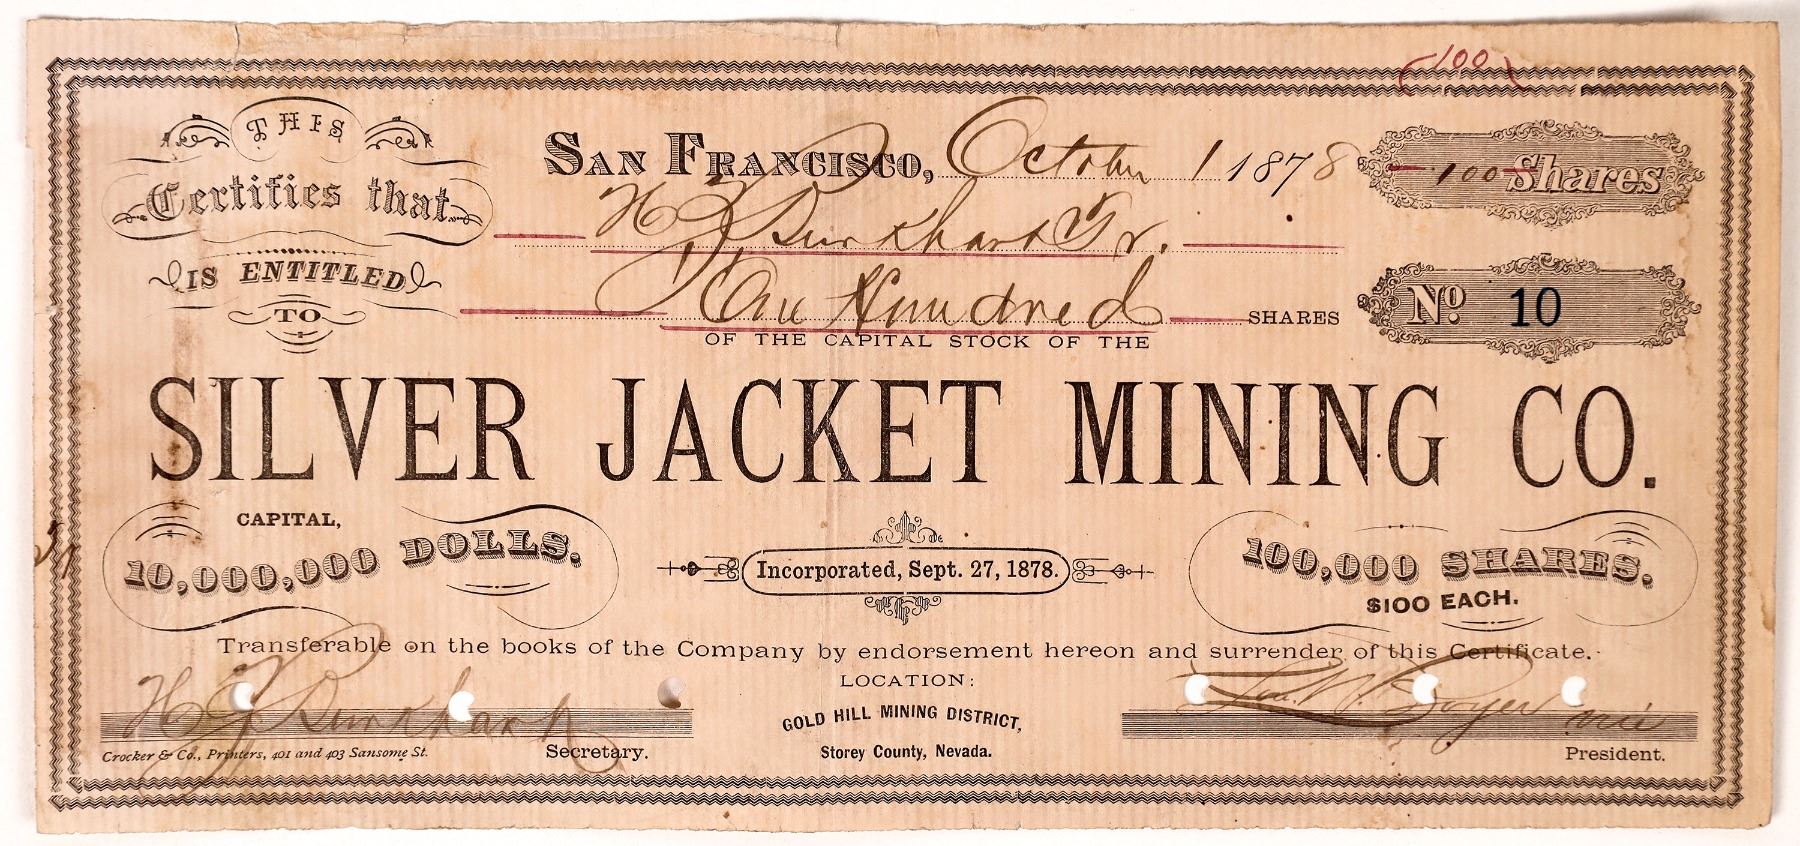 (100)
THIS
Certifies that
IS ENTITLED
TO
SAN FRANCISCO, October 1 1878
100 Shares
H Z Burkhardt Tr.
No. 10
One Hundred SHARES
OF THE CAPITAL STOCK OF THE
SILVER JACKET MINING CO.
CAPITAL,
10,000,000 DOLLS.
Incorporated, Sept. 27, 1878.
100,000 SHARES.
$100 EACH.
Transferable on the books of the Company by endorsement hereon and surrender of this Certificate.
LOCATION:
GOLD HILL MINING DISTRICT,
Storey County, Nevada.
H Z Burkhardt
Secretary.
Crocker & Co., Printers, 401 and 403 Sansome St.
President.